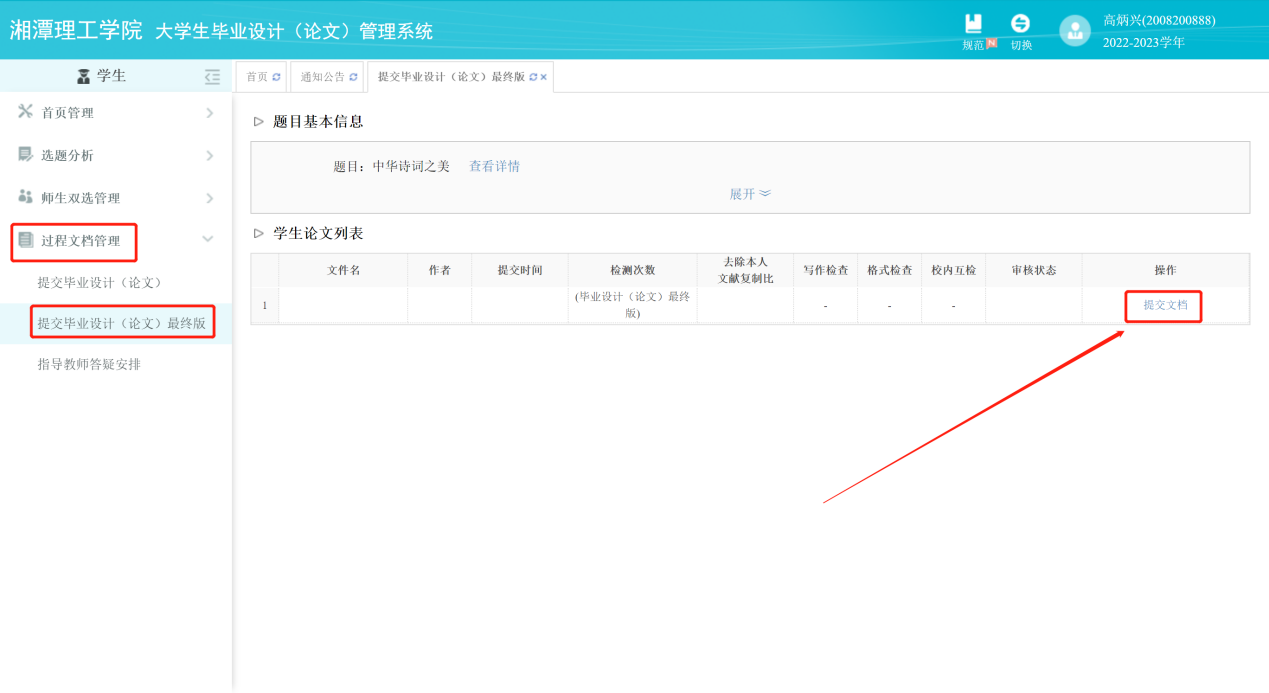 湘潭理工学院 大学生毕业设计（论文）管理系统
规范 N 切换
高炳兴(2008200888)
2022-2023学年
学生
首页 通知公告 提交毕业设计（论文）最终版 ×
首页管理
选题分析
师生双选管理
过程文档管理
提交毕业设计（论文）
提交毕业设计（论文）最终版
指导教师答疑安排
题目基本信息
题目：中华诗词之美 查看详情
展开
学生论文列表
文件名 作者 提交时间 检测次数 去除本人 写作检查 格式检查 校内互检 审核状态 操作
文献复制比
1 (毕业设计（论文）最终 - - - 提交文档
版)